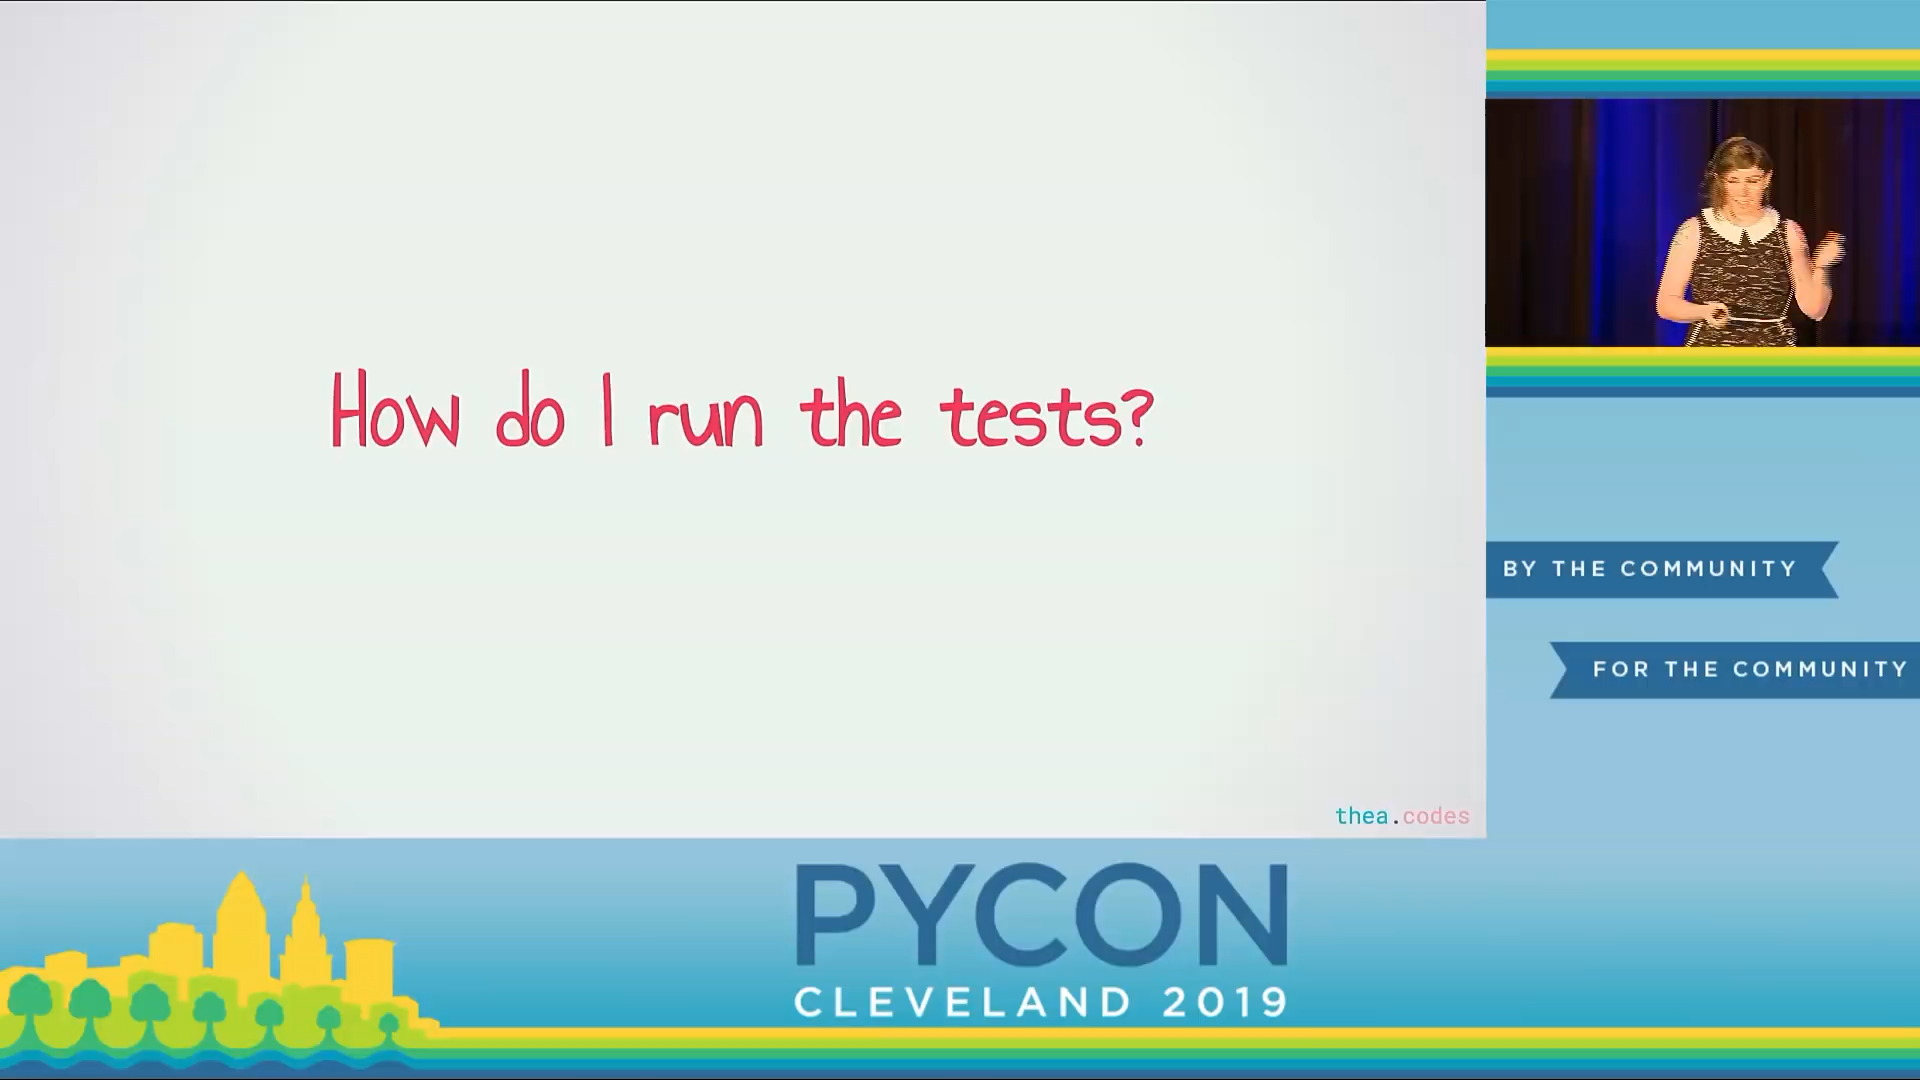 How do I run the tests?
thea.codes
BY THE COMMUNITY
FOR THE COMMUNITY
PYCON
CLEVELAND 2019